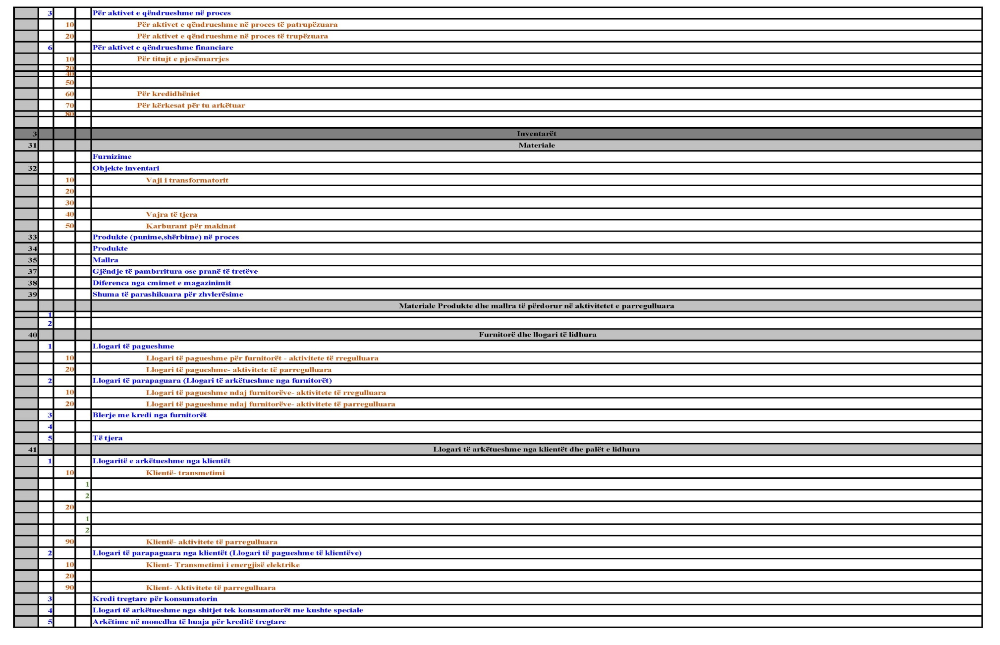 3 Për aktivet e qëndrueshme në proces
10 Për aktivet e qëndrueshme në proces të patrupëzuara
20 Për aktivet e qëndrueshme në proces të trupëzuara
6 Për aktivet e qëndrueshme financiare
10 Për titujt e pjesëmarrjes
20
40
50
60 Për kredidhëniet
70 Për kërkesat për tu arkëtuar
80
3 Inventarët
31 Materiale
Furnizime
32 Objekte inventari
10 Vaji i transformatorit
20
30
40 Vajra të tjera
50 Karburant për makinat
33 Produkte (punime,shërbime) në proces
34 Produkte
35 Mallra
37 Gjëndje të pambrritura ose pranë të tretëve
38 Diferenca nga cmimet e magazinimit
39 Shuma të parashikuara për zhvlerësime
Materiale Produkte dhe mallra të përdorur në aktivitetet e parregulluara
1
2
40 Furnitorë dhe llogari të lidhura
1 Llogari të pagueshme
10 Llogari të pagueshme për furnitorët - aktivitete të rregulluara
20 Llogari të pagueshme- aktivitete të parregulluara
2 Llogari të parapaguara (Llogari të arkëtueshme nga furnitorët)
10 Llogari të pagueshme ndaj furnitorëve- aktivitete të rregulluara
20 Llogari të pagueshme ndaj furnitorëve- aktivitete të parregulluara
3 Blerje me kredi nga furnitorët
4
5 Të tjera
41 Llogari të arkëtueshme nga klientët dhe palët e lidhura
1 Llogaritë e arkëtueshme nga klientët
10 Klientë- transmetimi
1
2
20
1
2
90 Klientë- aktivitete të parregulluara
2 Llogari të parapaguara nga klientët (Llogari të pagueshme të klientëve)
10 Klient- Transmetimi i energjisë elektrike
20
90 Klient- Aktivitete të parregulluara
3 Kredi tregtare për konsumatorin
4 Llogari të arkëtueshme nga shitjet tek konsumatorët me kushte speciale
5 Arkëtime në monedha të huaja për kreditë tregtare